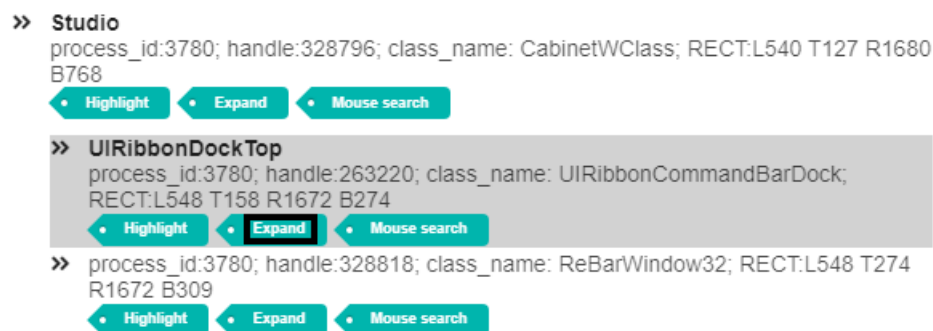 Studio
process_id:3780; handle:328796; class_name: CabinetWClass; RECT:L540 T127 R1680
B768
Highlight Expand Mouse search
UIRibbonDockTop
process_id:3780; handle:263220; class_name: UIRibbonCommandBarDock;
RECT:L548 T158 R1672 B274
Highlight Expand Mouse search
process_id:3780; handle:328818; class_name: ReBarWindow32; RECT:L548 T274
R1672 B309
Highlight Expand Mouse search